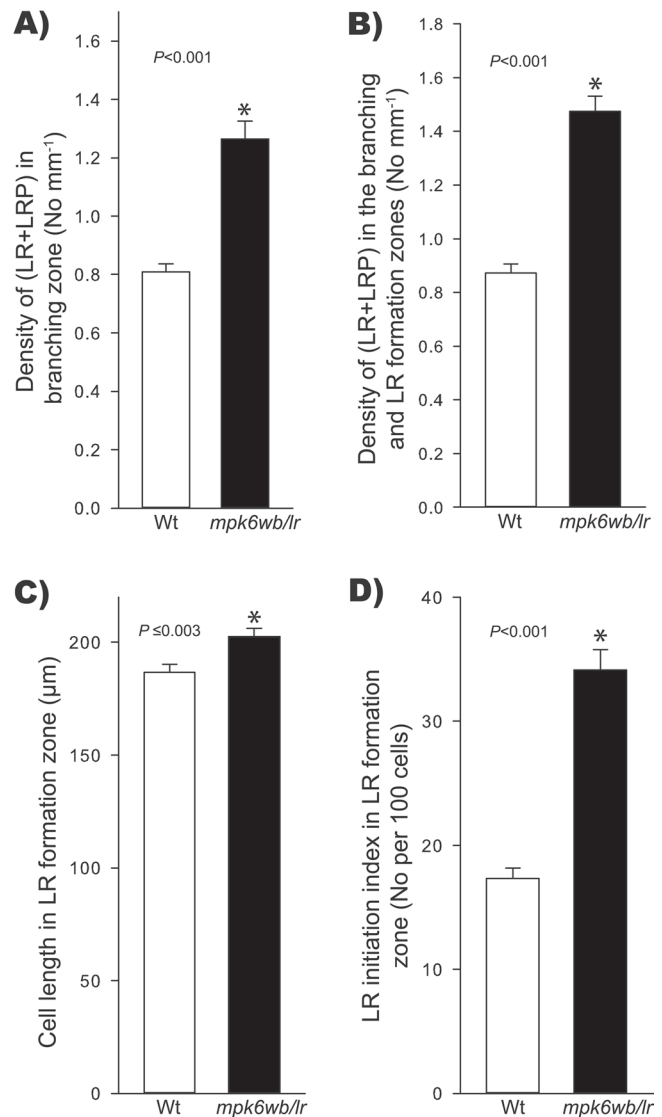 A)
Density of (LR+LRP) in
branching zone (No mm⁻¹)
1.6
1.4
1.2
1.0
0.8
0.6
0.4
0.2
0.0
P<0.001
*
Wt
mpk6wb/lr
B)
Density of (LR+LRP) in the branching
and LR formation zones (No mm⁻¹)
1.8
1.6
1.4
1.2
1.0
0.8
0.6
0.4
0.2
0.0
P<0.001
*
Wt
mpk6wb/lr
C)
Cell length in LR formation zone (µm)
200
150
100
50
0
P ≤0.003
*
Wt
mpk6wb/lr
D)
LR initiation index in LR formation
zone (No per 100 cells)
40
30
20
10
0
P<0.001
*
Wt
mpk6wb/lr